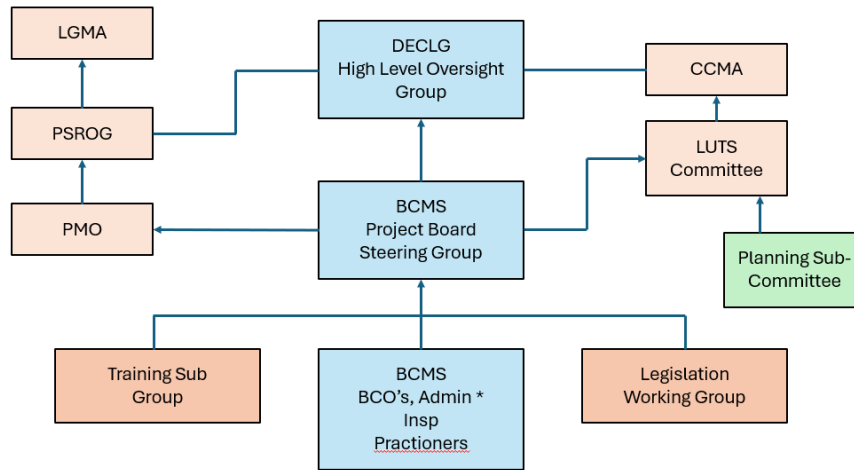 LGMA
DECLG
High Level Oversight
Group
CCMA
PSROG
LUTS
Committee
PMO
BCMS
Project Board
Steering Group
Planning Sub-
Committee
Training Sub
Group
BCMS
BCO’s, Admin *
Insp
Practioners
Legislation
Working Group